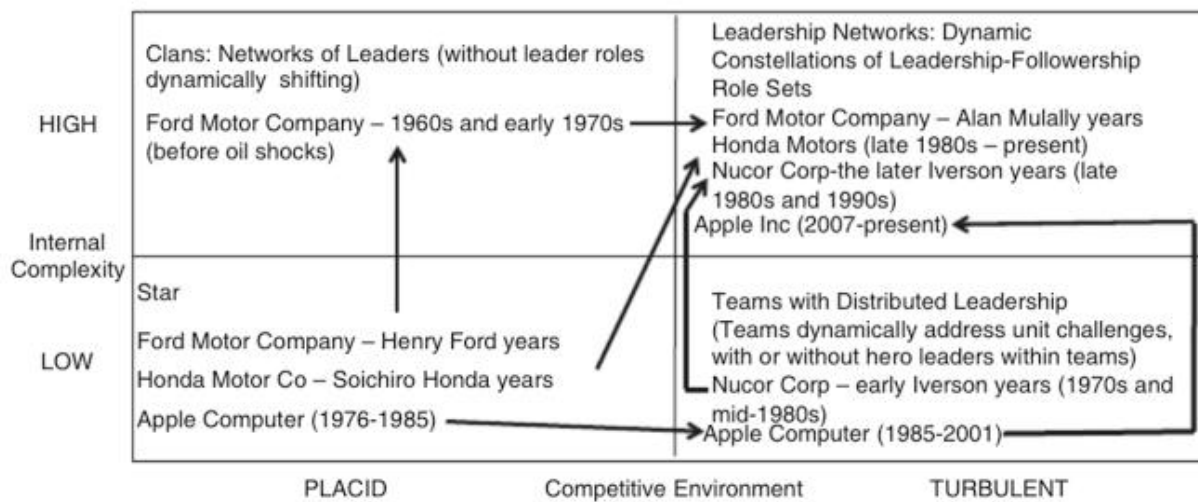 Clans: Networks of Leaders (without leader roles
dynamically shifting)
Ford Motor Company – 1960s and early 1970s
(before oil shocks)
Leadership Networks: Dynamic
Constellations of Leadership-Followership
Role Sets
Ford Motor Company – Alan Mulally years
Honda Motors (late 1980s – present)
Nucor Corp-the later Iverson years (late
1980s and 1990s)
Apple Inc (2007-present)
HIGH
Internal
Complexity
LOW
Star
Ford Motor Company – Henry Ford years
Honda Motor Co – Soichiro Honda years
Apple Computer (1976-1985)
Teams with Distributed Leadership
(Teams dynamically address unit challenges,
with or without hero leaders within teams)
Nucor Corp – early Iverson years (1970s and
mid-1980s)
Apple Computer (1985-2001)
PLACID
Competitive Environment
TURBULENT